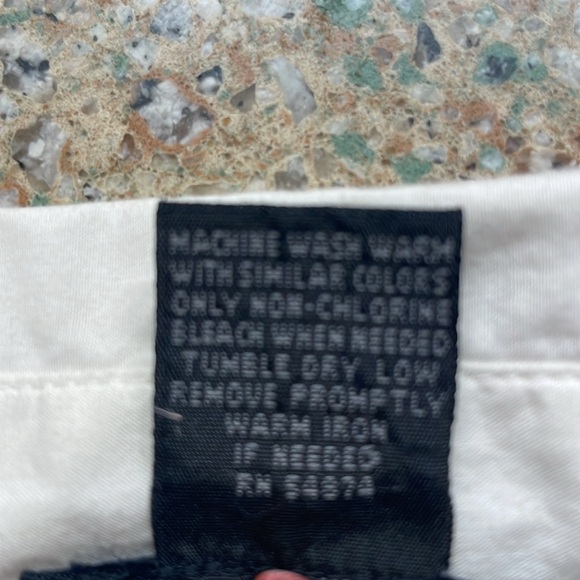 MACHINE WASH WARM
WITH SIMILAR COLORS
ONLY NON-CHLORINE
BLEACH WHEN NEEDED
TUMBLE DRY LOW
REMOVE PROMPTLY
WARM IRON
IF NEEDED
RN 54874